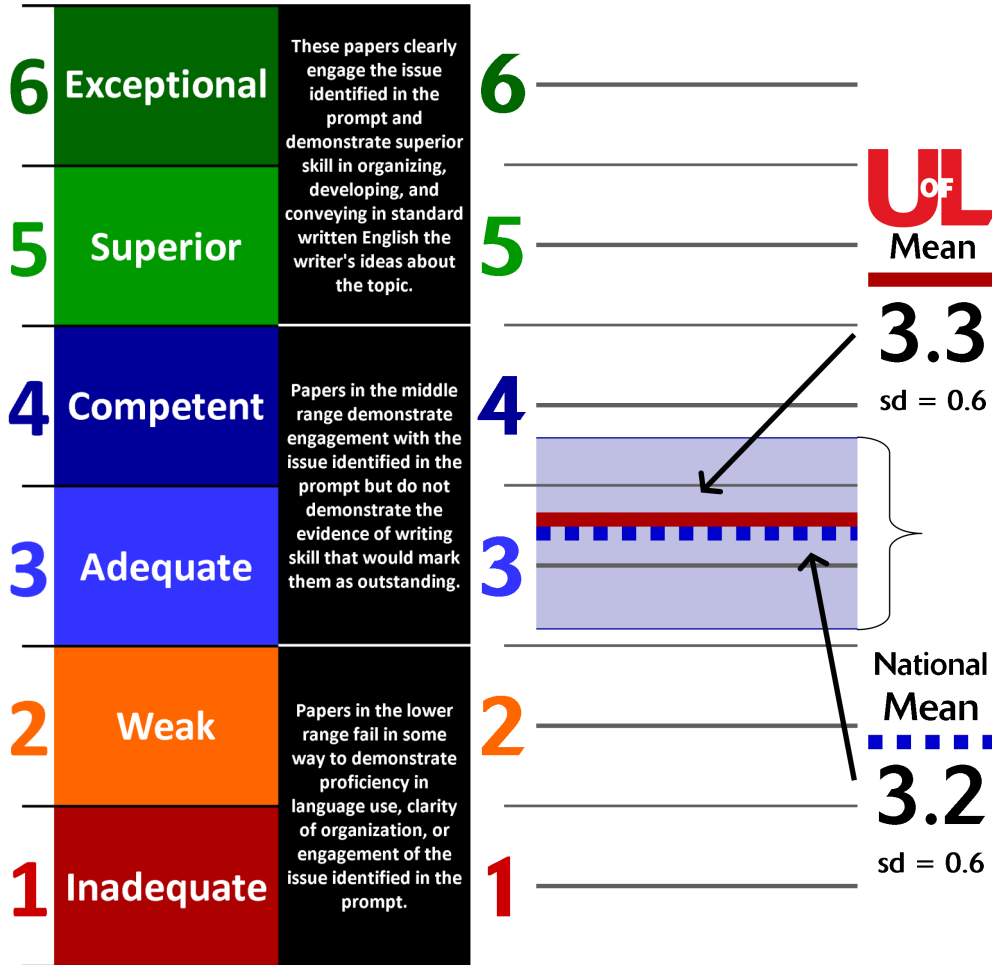 6
Exceptional
5
Superior
4
Competent
3
Adequate
2
Weak
1
Inadequate
These papers clearly
engage the issue
identified in the
prompt and
demonstrate superior
skill in organizing,
developing, and
conveying in standard
written English the
writer's ideas about
the topic.
Papers in the middle
range demonstrate
engagement with the
issue identified in the
prompt but do not
demonstrate the
evidence of writing
skill that would mark
them as outstanding.
Papers in the lower
range fail in some
way to demonstrate
proficiency in
language use, clarity
of organization, or
engagement of the
issue identified in the
prompt.
6
5
4
3
2
1
UOFL
Mean
3.3
sd = 0.6
National
Mean
3.2
sd = 0.6